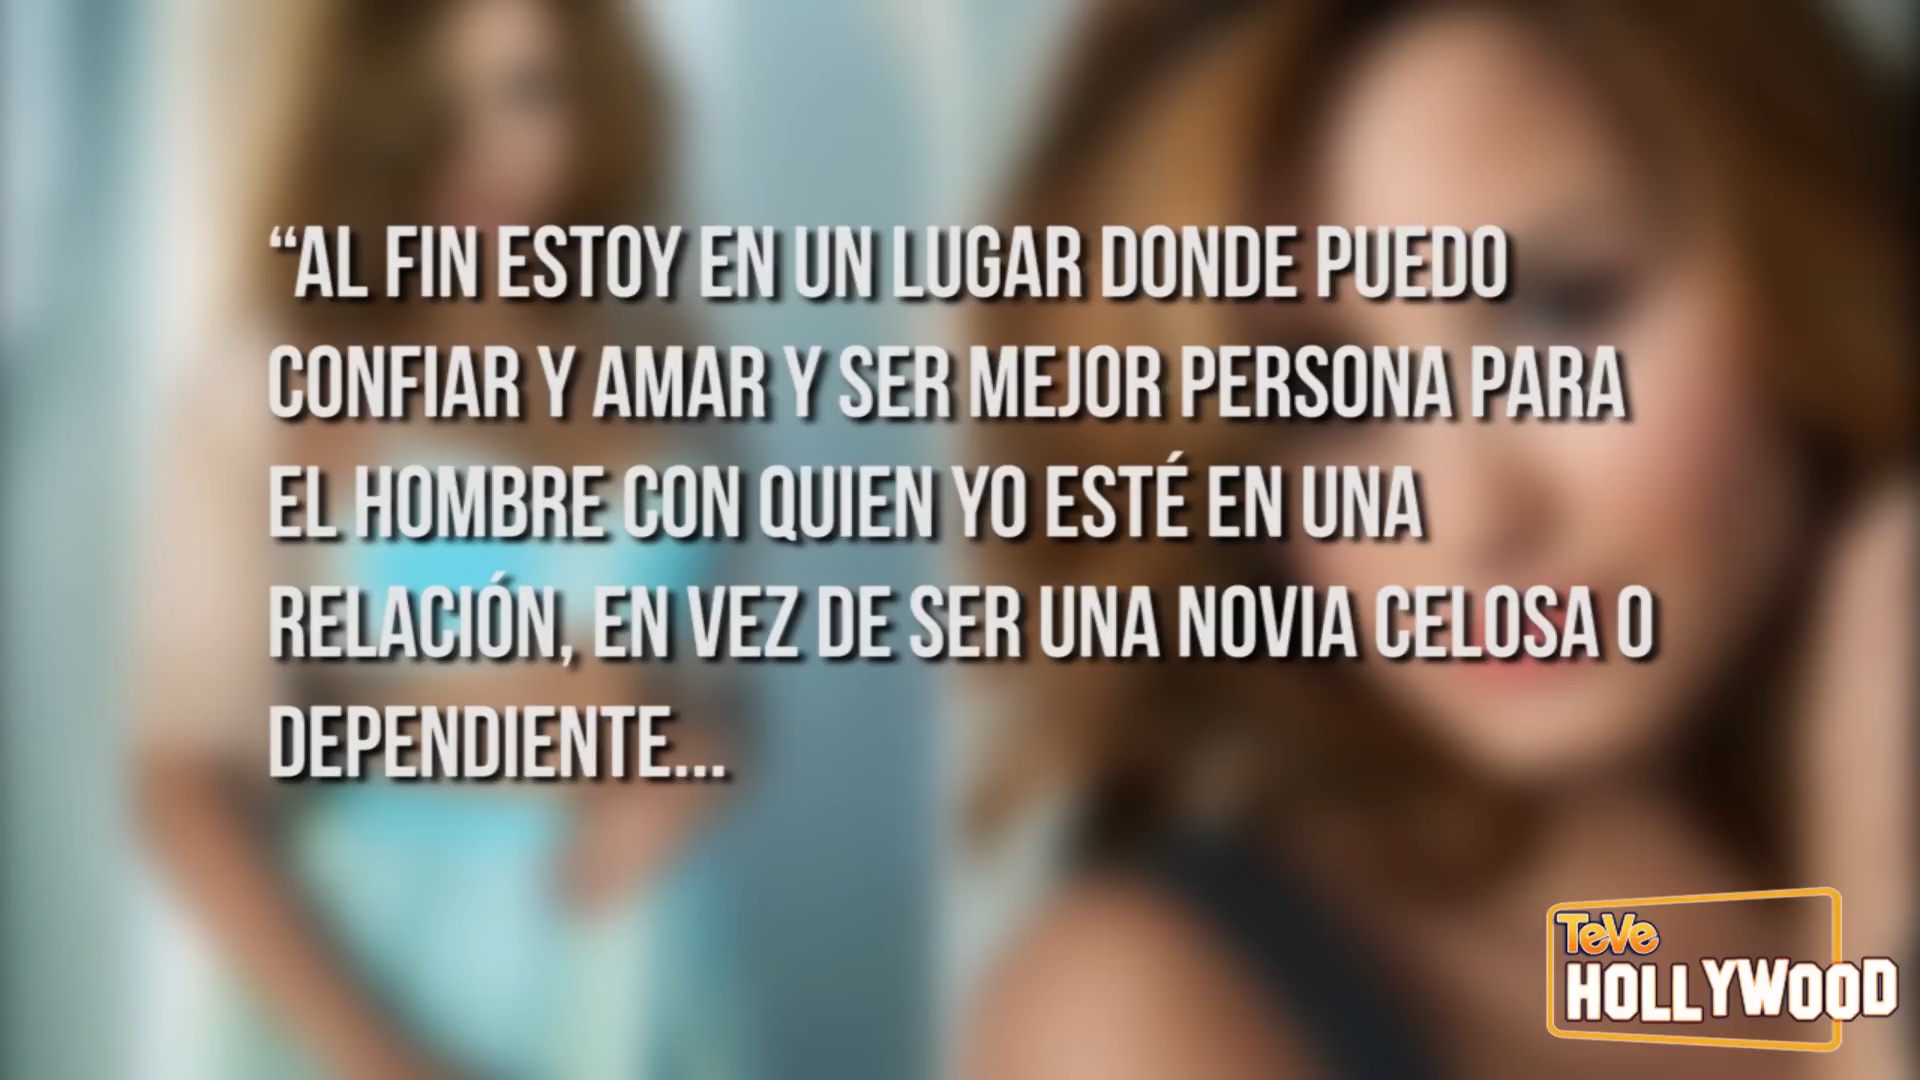 “AL FIN ESTOY EN UN LUGAR DONDE PUEDO
CONFIAR Y AMAR Y SER MEJOR PERSONA PARA
EL HOMBRE CON QUIEN YO ESTÉ EN UNA
RELACIÓN, EN VEZ DE SER UNA NOVIA CELOSA O
DEPENDIENTE...
TeVe
HOLLYWOOD